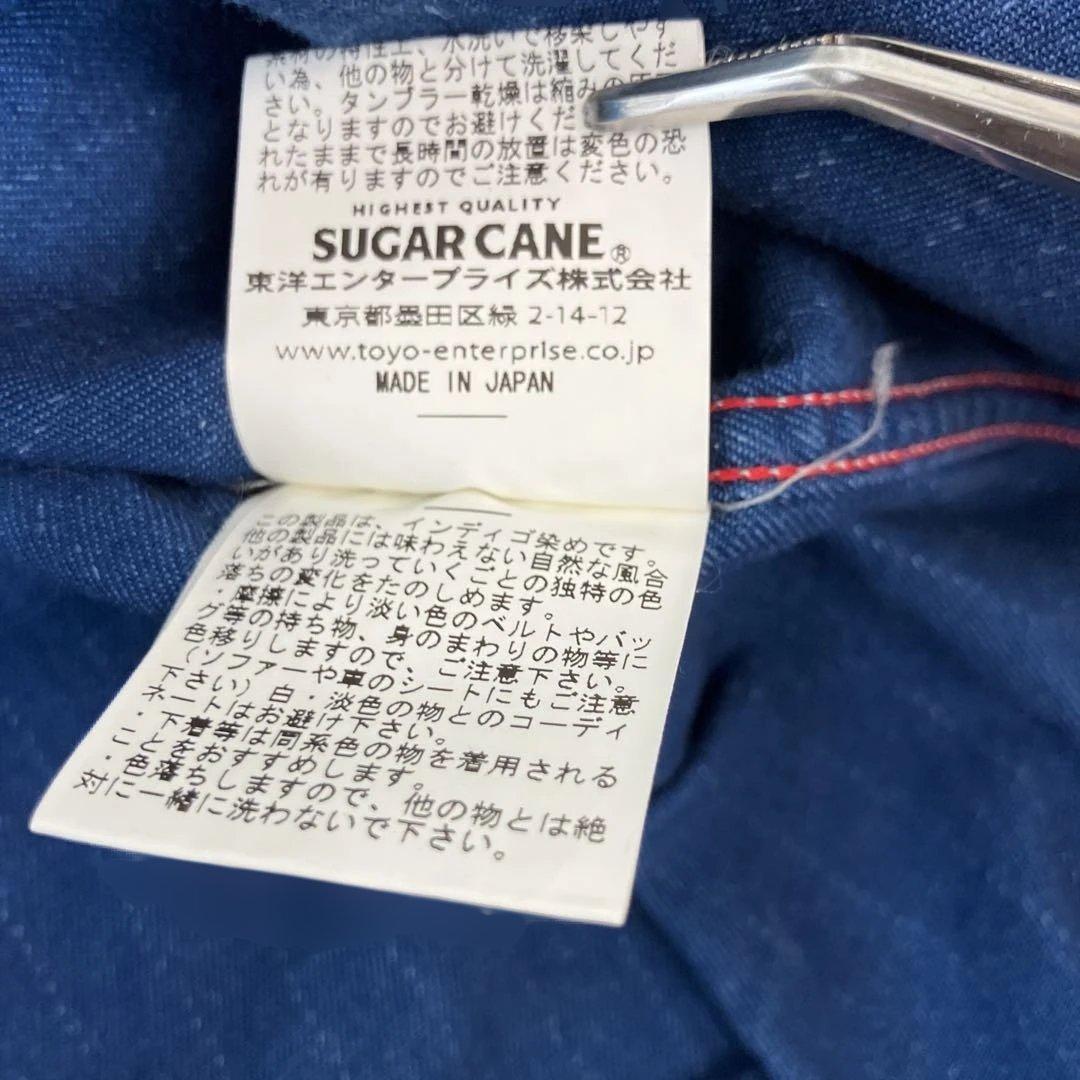 素材の特性上、水洗いで移染しやす
い為、他の物と分けて洗濯してくだ
さい。タンブラー乾燥は縮みの
となりますのでお避けくだ
れたままで長時間の放置は変色の恐
れが有りますのでご注意ください。
HIGHEST QUALITY
SUGAR CANE®
東洋エンタープライズ株式会社
東京都墨田区緑 2-14-12
www.toyo-enterprise.co.jp
MADE IN JAPAN
この製品は、インディゴ染めです。
他の製品には味わえない自然な風合
いがあり洗っていくごとの独特の色
落ちの変化をたのしめます。
・摩擦により淡い色のベルトやバッ
グ等の持ち物、身のまわりの物等に
色移りしますので、ご注意下さい。
(ソファーや車のシートにもご注意
下さい)白・淡色の物とのコーディ
ネートはお避け下さい。
・下着等は同系色の物を着用される
ことをおすすめします。
・色落ちしますので、他の物とは絶
対に一緒に洗わないで下さい。